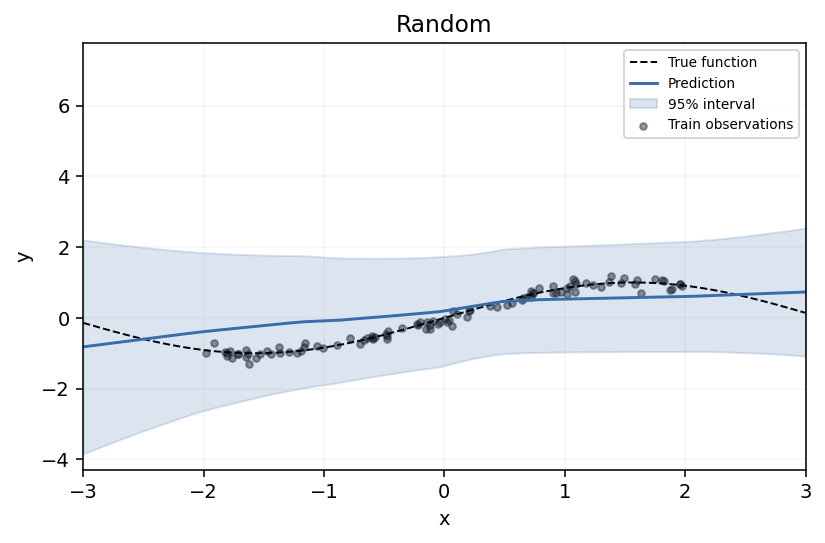 Random
True function
Prediction
95% interval
Train observations
6
4
2
0
−2
−4
y
−3
−2
−1
0
1
2
3
x